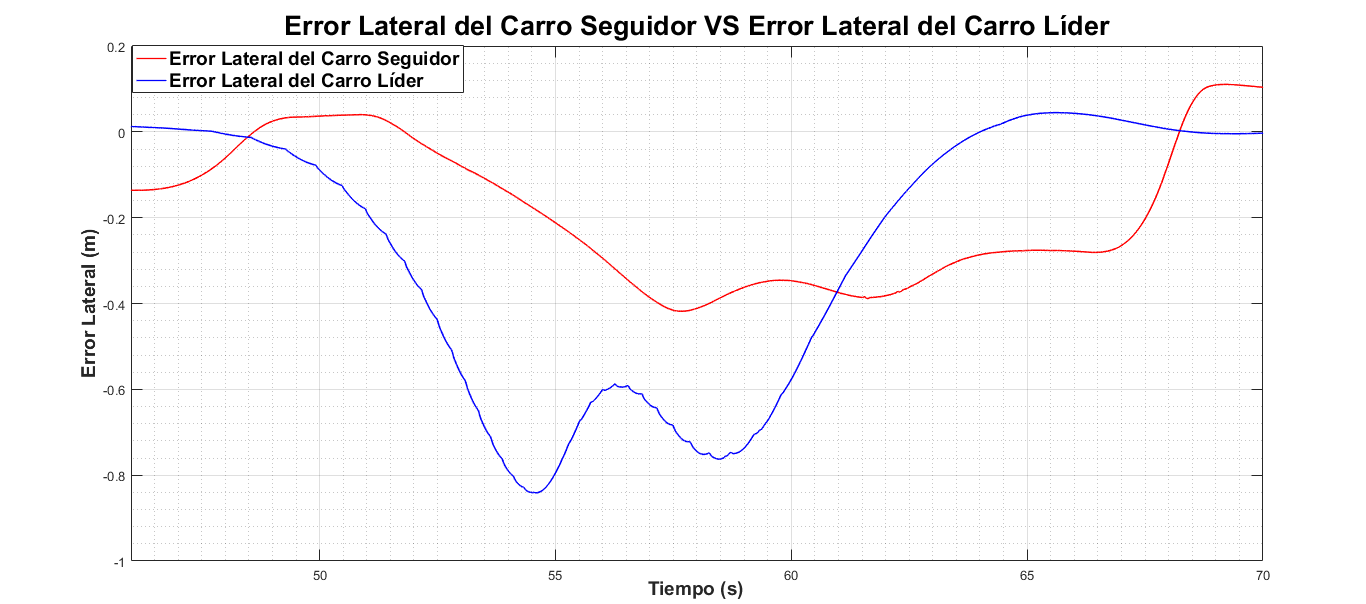 Error Lateral del Carro Seguidor VS Error Lateral del Carro Líder
Error Lateral del Carro Seguidor
Error Lateral del Carro Líder
Error Lateral (m)
0.2
0
-0.2
-0.4
-0.6
-0.8
-1
50
55
60
65
70
Tiempo (s)